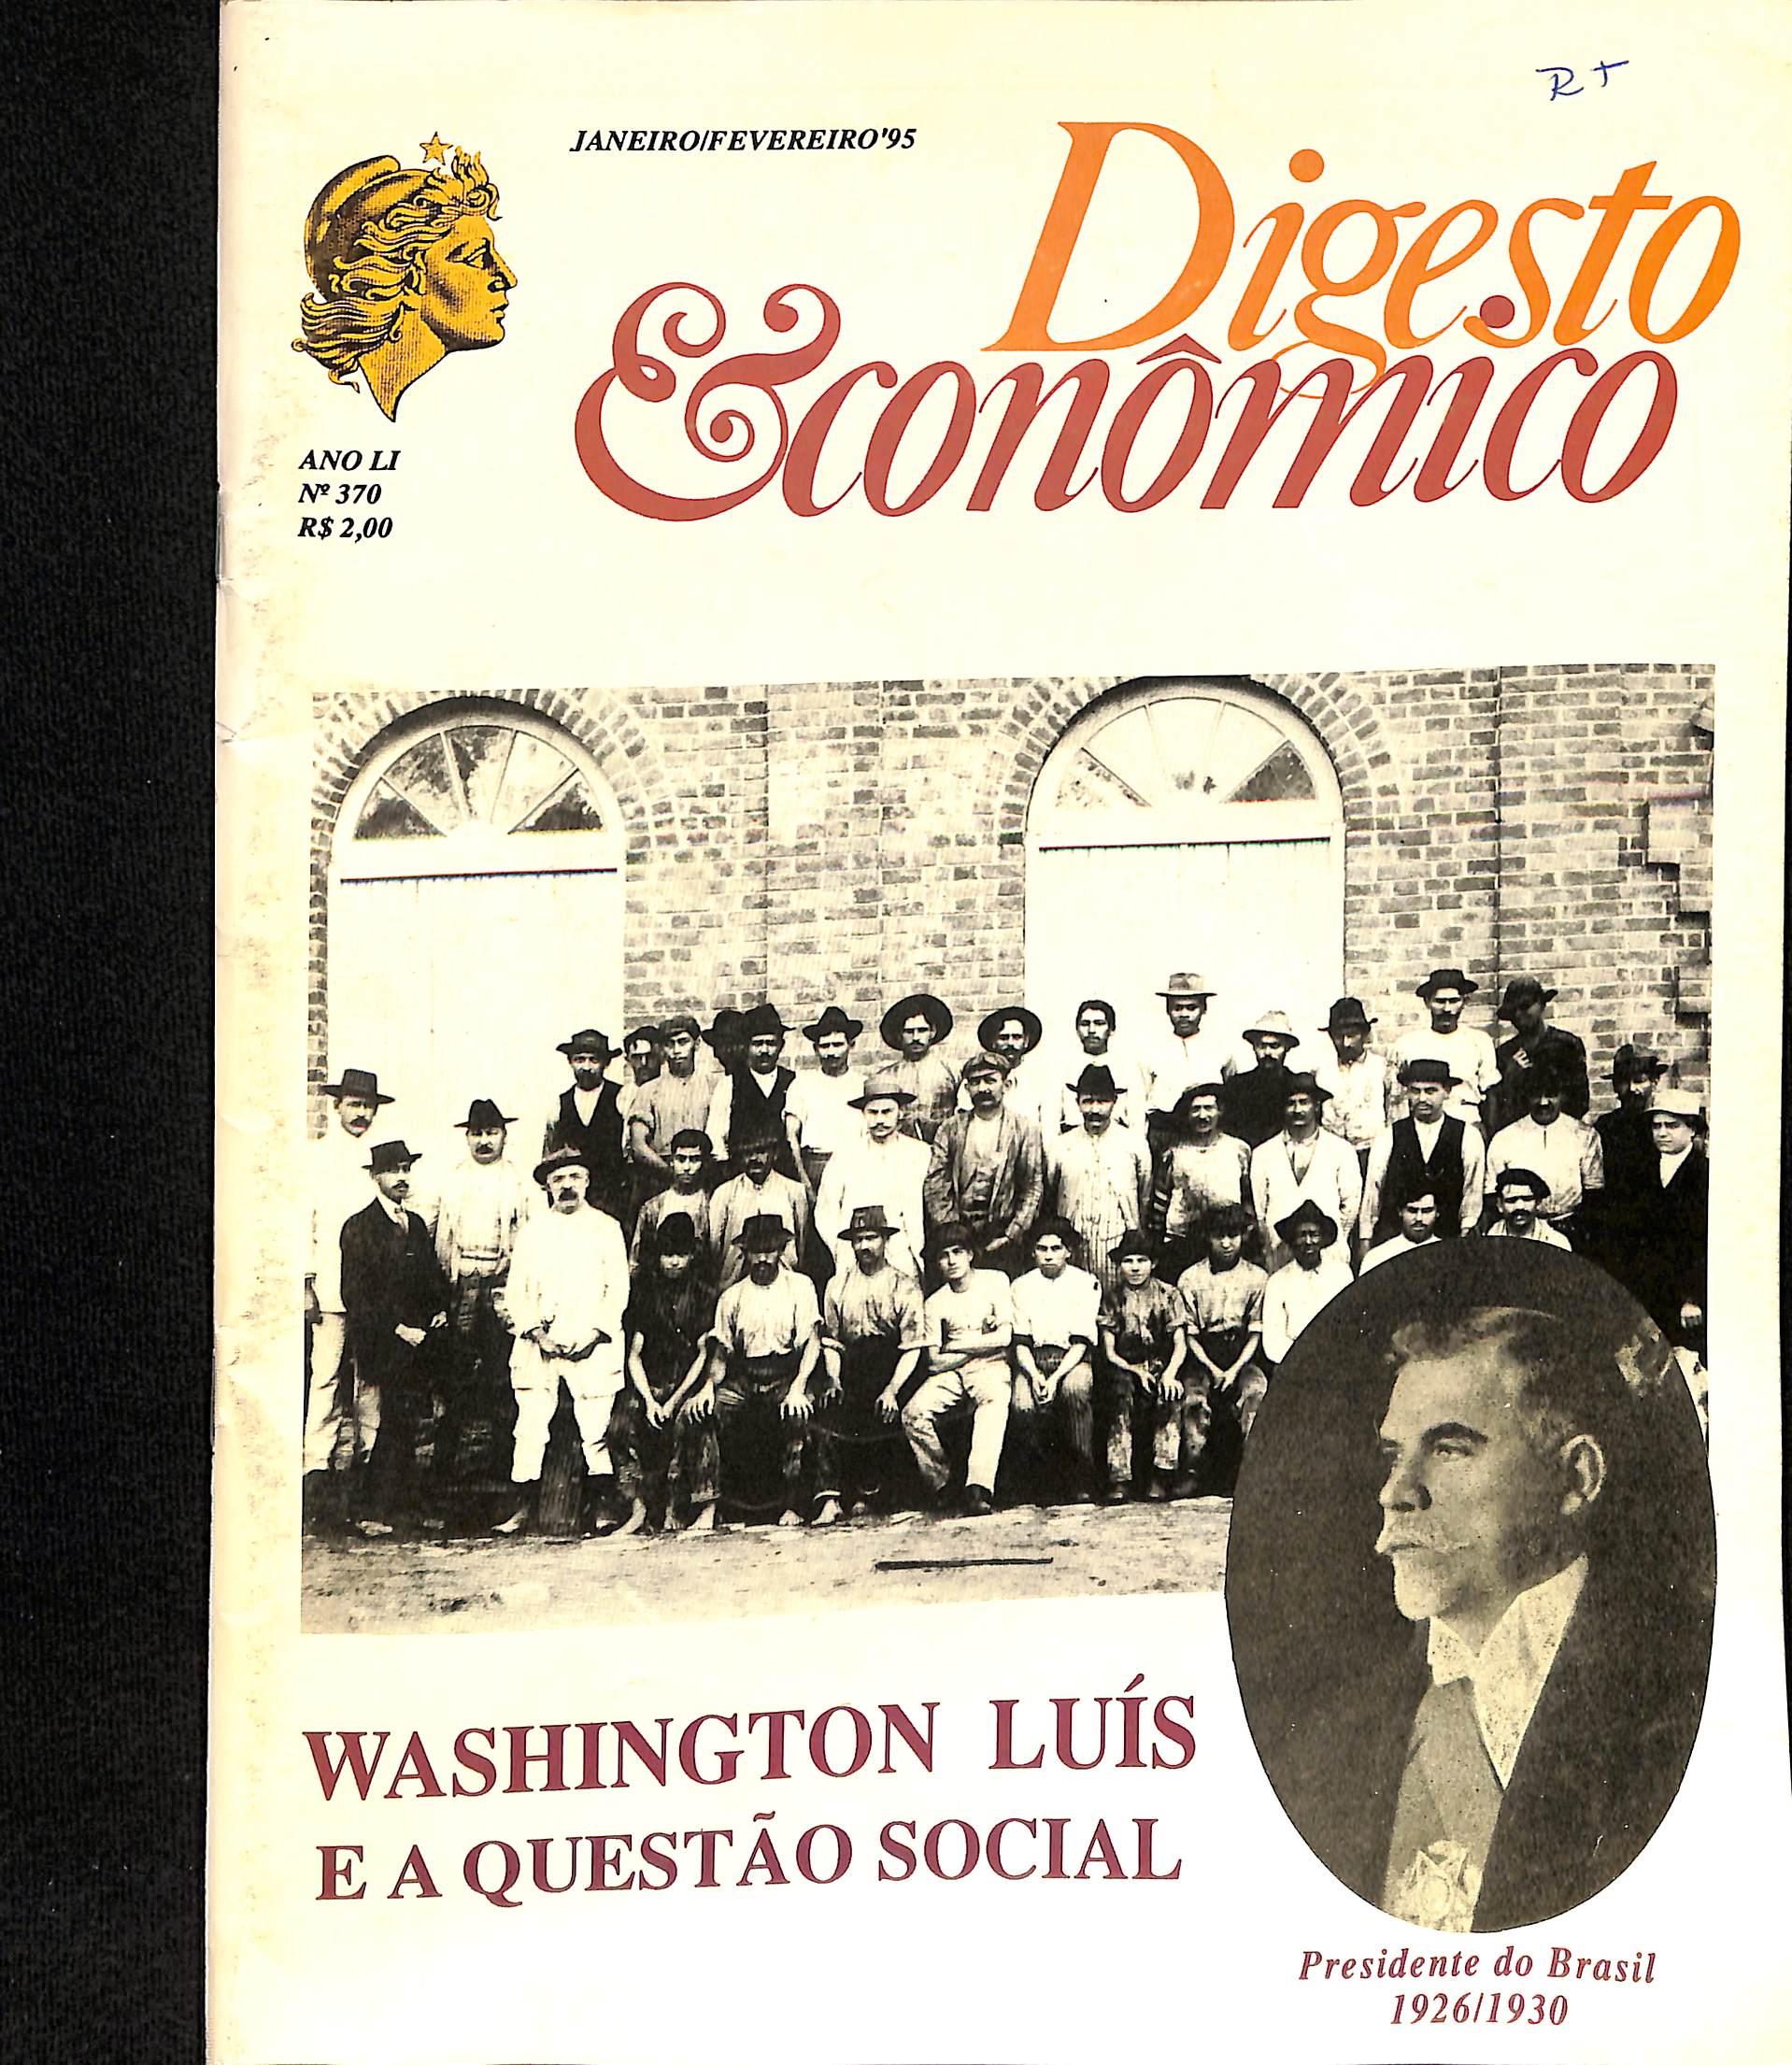 R+
JANEIRO/FEVEREIRO'95
Digesto
Econômico
ANO LI
Nº 370
R$ 2,00
WASHINGTON LUÍS
E A QUESTÃO SOCIAL
Presidente do Brasil
1926/1930